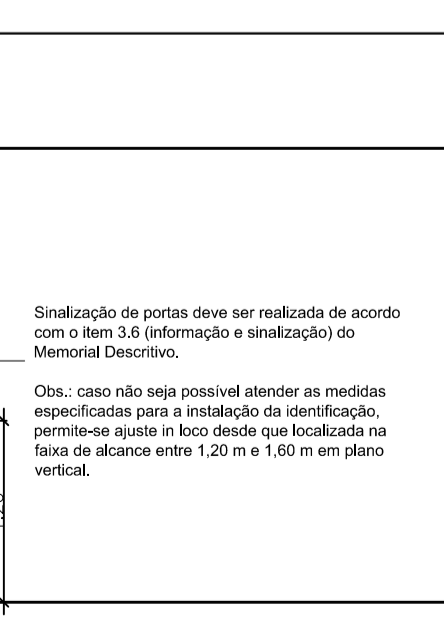 Sinalização de portas deve ser realizada de acordo
com o item 3.6 (informação e sinalização) do
Memorial Descritivo.
Obs.: caso não seja possível atender as medidas
especificadas para a instalação da identificação,
permite-se ajuste in loco desde que localizada na
faixa de alcance entre 1,20 m e 1,60 m em plano
vertical.